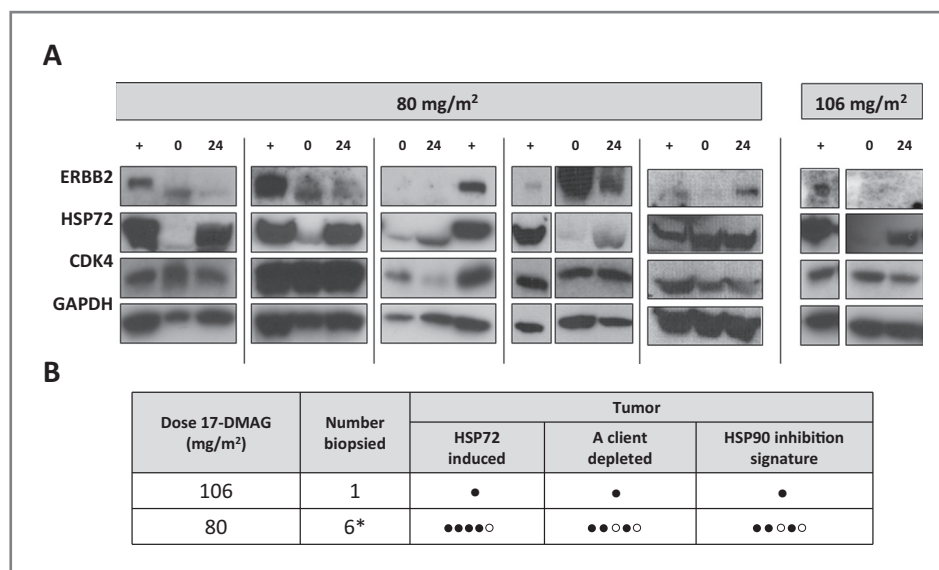 A
80 mg/m²
106 mg/m²
+ 0 24 + 0 24 0 24 + + 0 24 + 0 24 + 0 24
ERBB2
HSP72
CDK4
GAPDH
B
Dose 17-DMAG (mg/m²) Number biopsied Tumor
HSP72 induced A client depleted HSP90 inhibition signature
106 1 ● ● ●
80 6* ●●●●○ ●●○●○ ●●○●○